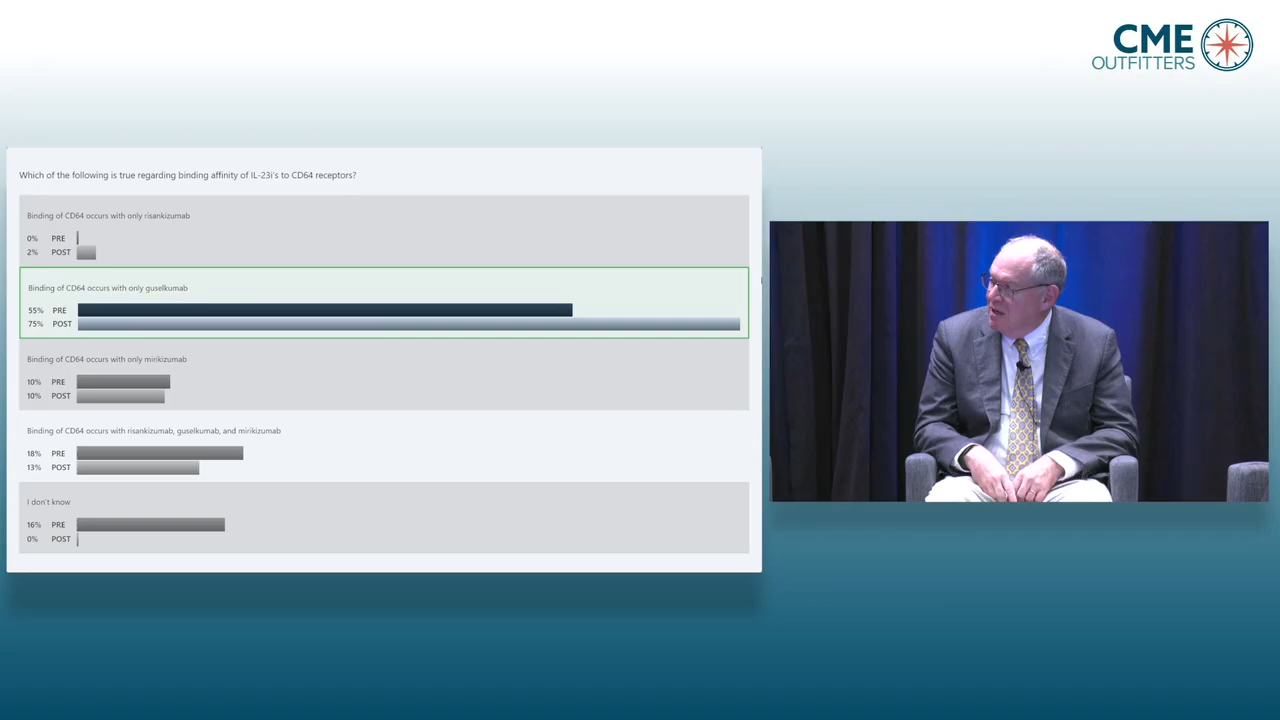 CME
OUTFITTERS
Which of the following is true regarding binding affinity of IL-23i's to CD64 receptors?
Binding of CD64 occurs with only risankizumab
0% PRE
2% POST
Binding of CD64 occurs with only guselkumab
55% PRE
75% POST
Binding of CD64 occurs with only mirikizumab
10% PRE
10% POST
Binding of CD64 occurs with risankizumab, guselkumab, and mirikizumab
18% PRE
13% POST
I don't know
16% PRE
0% POST